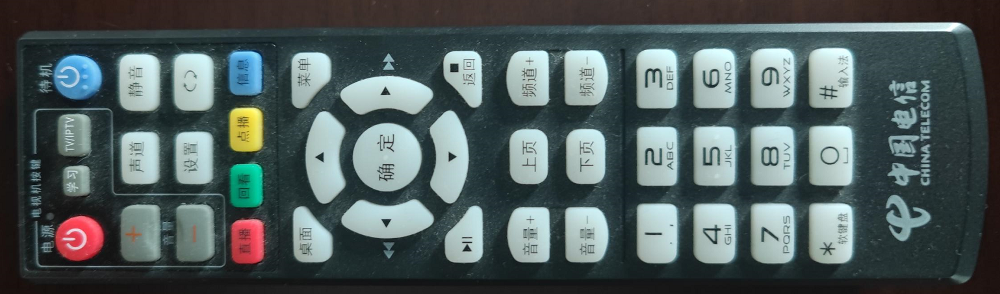 电视机按键
电源 待机
学习 TV/IPTV
+ 声道 静音
音量
− 设置
直播 回看 点播 信息
桌面 菜单
确定
返回
音量+ 上页 频道+
音量− 下页 频道−
1 2 3
. , ABC DEF
4 5 6
GHI JKL MNO
7 8 9
PQRS TUV WXYZ
* 0 #
软键盘 输入法
中国电信
CHINA TELECOM